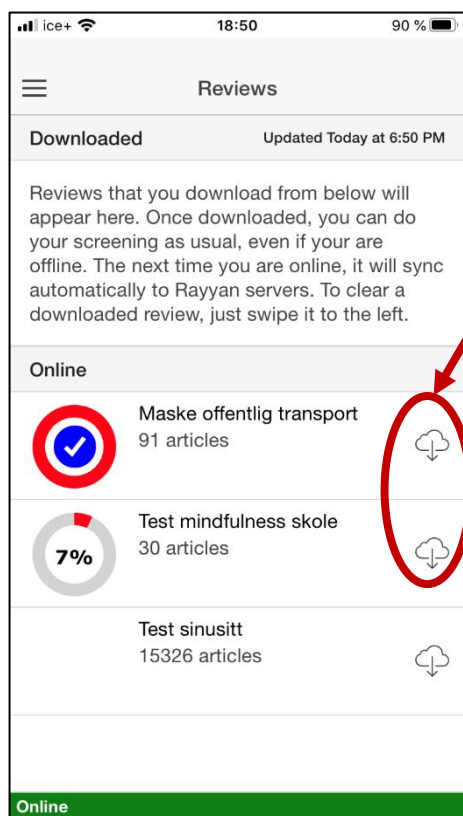 ice+ 18:50 90 %
Reviews
Downloaded Updated Today at 6:50 PM
Reviews that you download from below will
appear here. Once downloaded, you can do
your screening as usual, even if your are
offline. The next time you are online, it will sync
automatically to Rayyan servers. To clear a
downloaded review, just swipe it to the left.
Online
Maske offentlig transport
91 articles
Test mindfulness skole
7% 30 articles
Test sinusitt
15326 articles
Online